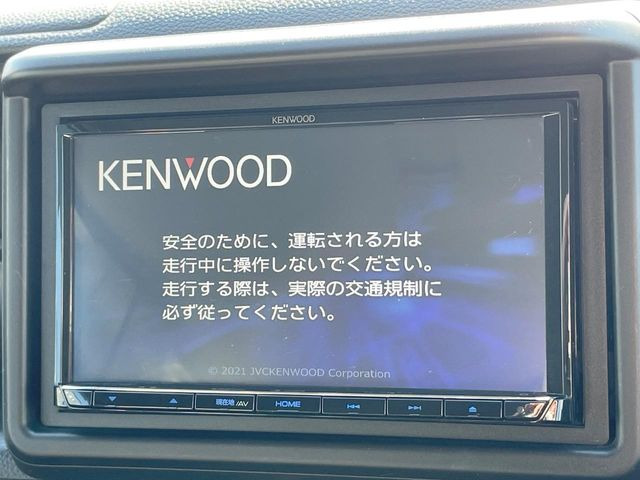 KENWOOD
KENWOOD
安全のために、運転される方は
走行中に操作しないでください。
走行する際は、実際の交通規制に
必ず従ってください。
© 2021 JVCKENWOOD Corporation
現在地/AV HOME